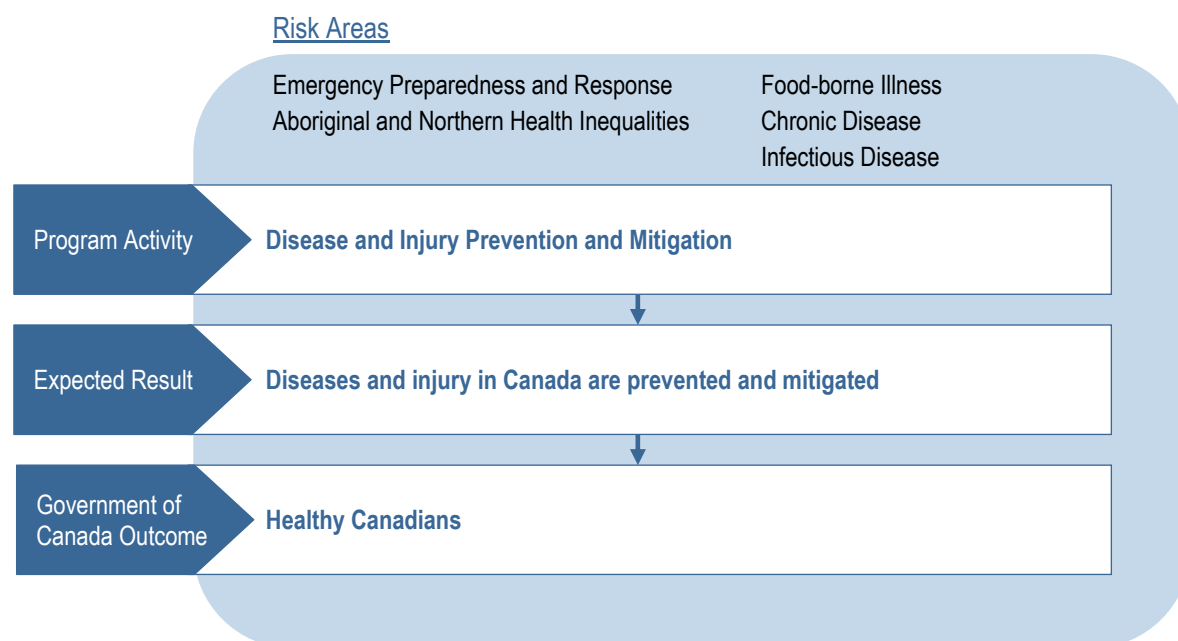 Risk Areas
Emergency Preparedness and Response
Aboriginal and Northern Health Inequalities
Food-borne Illness
Chronic Disease
Infectious Disease
Program Activity
Disease and Injury Prevention and Mitigation
Expected Result
Diseases and injury in Canada are prevented and mitigated
Government of
Canada Outcome
Healthy Canadians